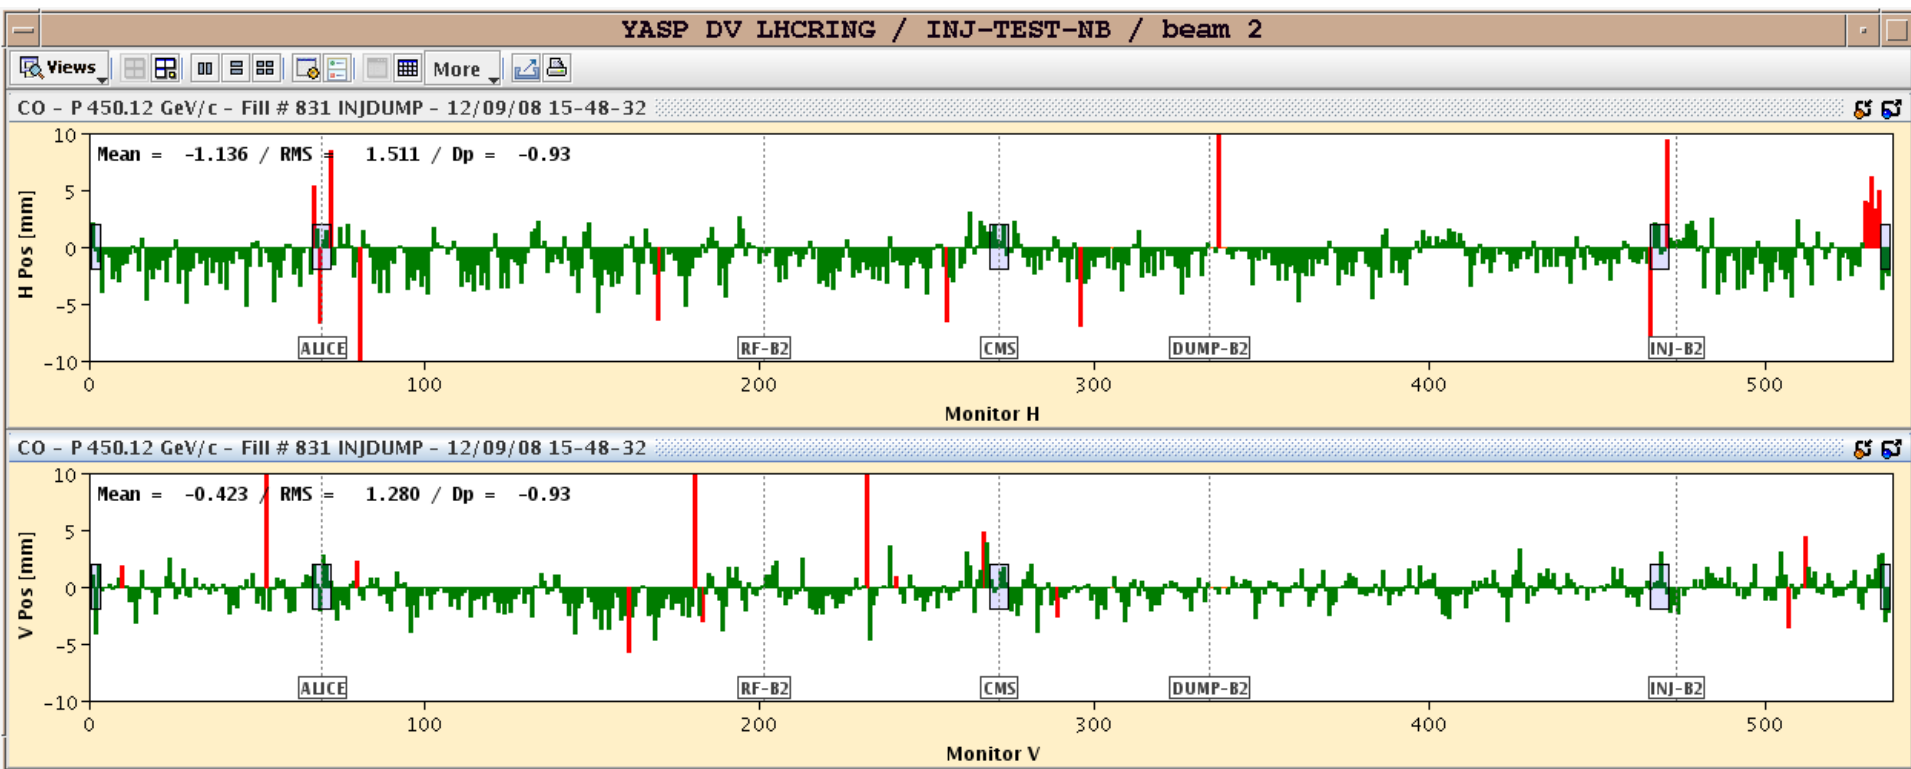 YASP DV LHCRING / INJ-TEST-NB / beam 2
Views More
CO - P 450.12 GeV/c - Fill # 831 INJDUMP - 12/09/08 15-48-32
Mean = -1.136 / RMS = 1.511 / Dp = -0.93
H Pos [mm]
10
5
0
-5
-10
ALICE RF-B2 CMS DUMP-B2 INJ-B2
0 100 200 300 400 500
Monitor H
CO - P 450.12 GeV/c - Fill # 831 INJDUMP - 12/09/08 15-48-32
Mean = -0.423 / RMS = 1.280 / Dp = -0.93
V Pos [mm]
10
5
0
-5
-10
ALICE RF-B2 CMS DUMP-B2 INJ-B2
0 100 200 300 400 500
Monitor V